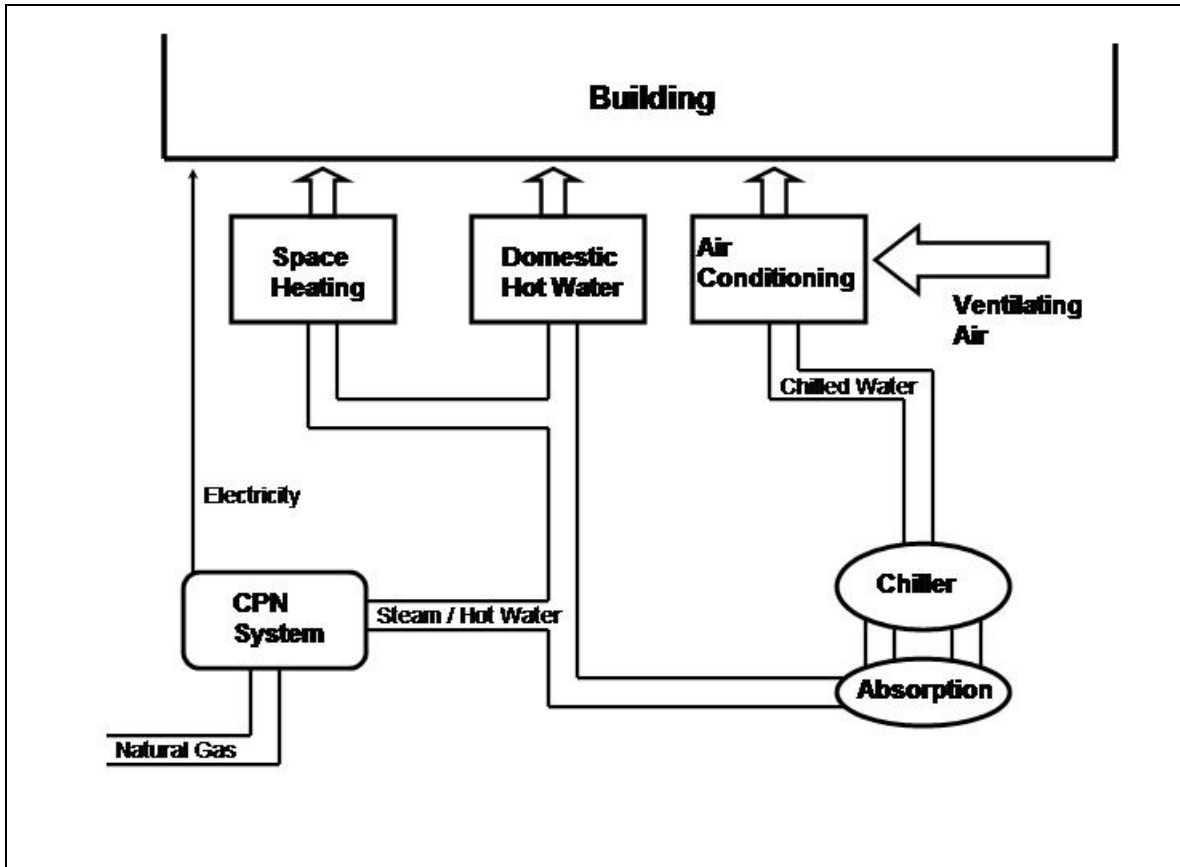 Building
Space
Heating
Domestic
Hot Water
Air
Conditioning
Ventilating
Air
Chilled Water
Electricity
Chiller
CPN
System
Steam / Hot Water
Absorption
Natural Gas